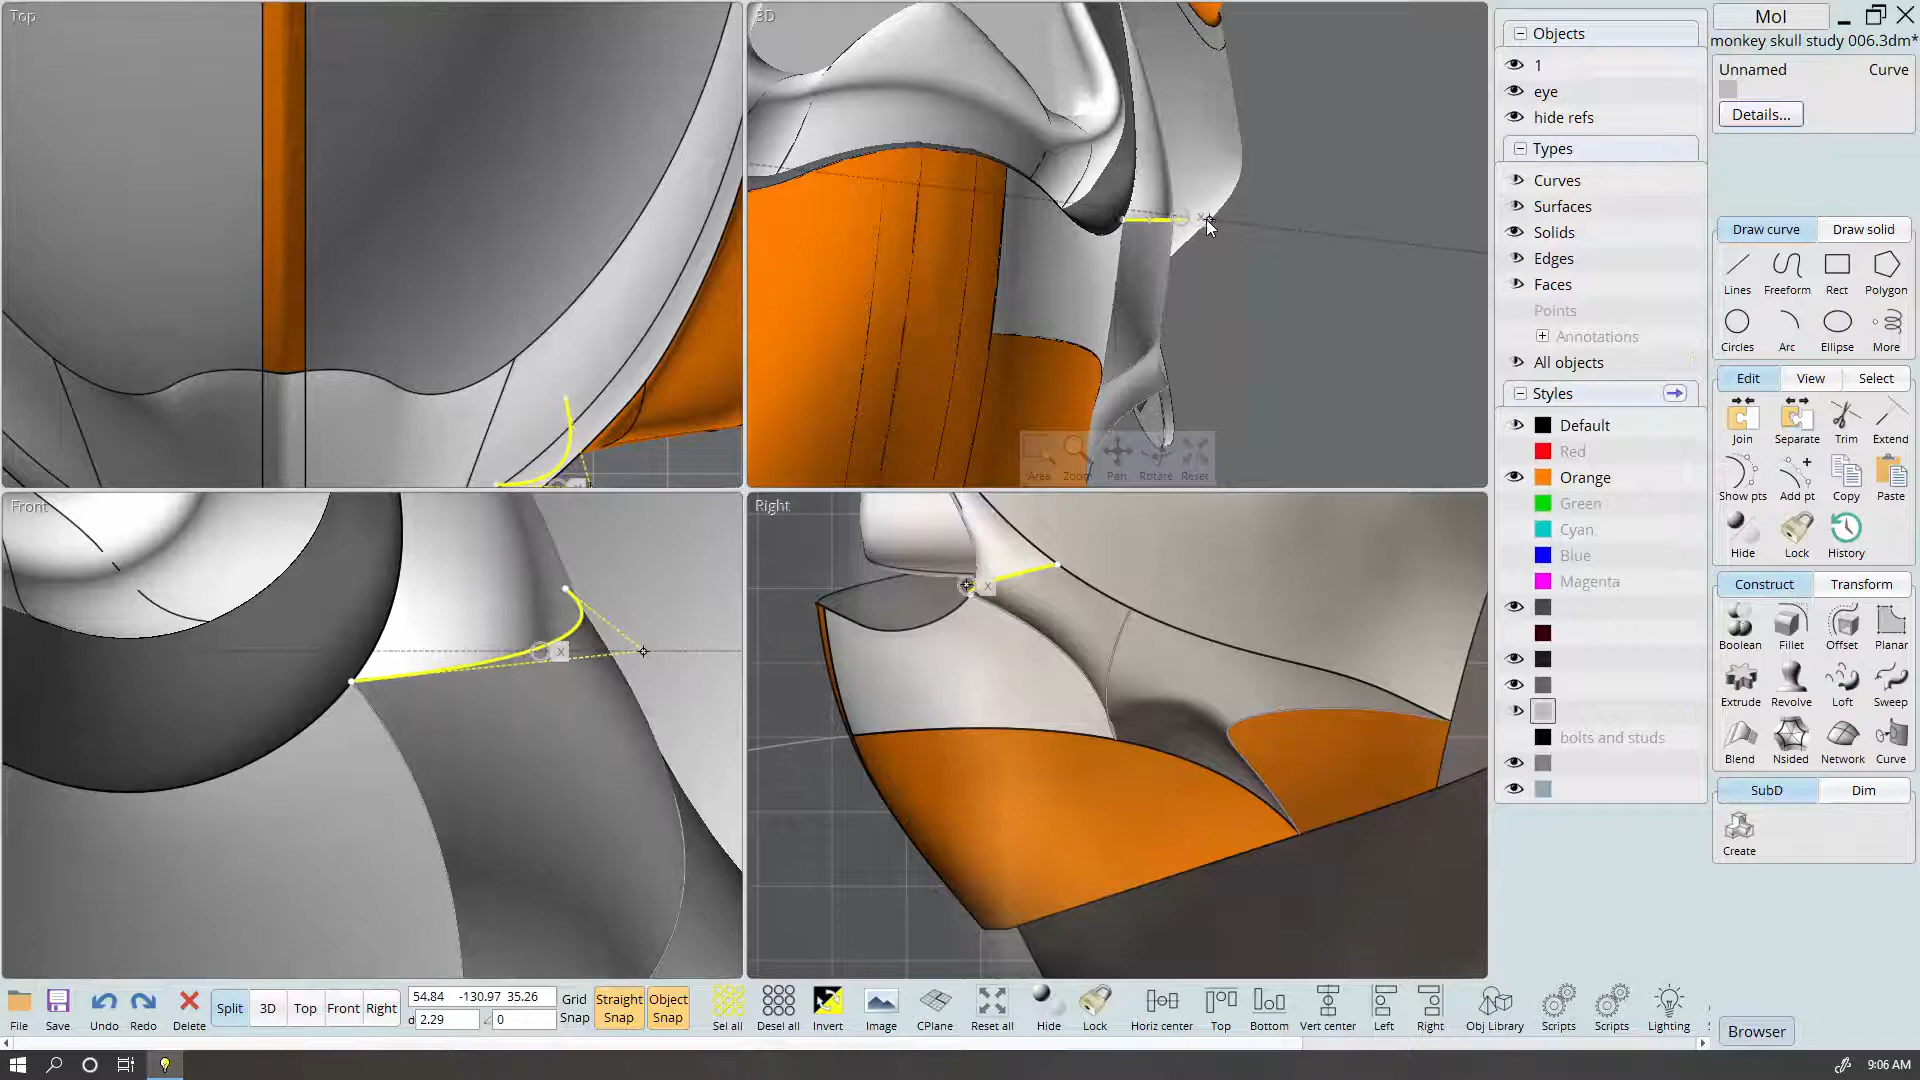 Top
3D
Front
Right
x
x
x
x
Area
Zoom
Pan
Rotate
Reset
Objects
1
eye
hide refs
Types
Curves
Surfaces
Solids
Edges
Faces
Points
Annotations
All objects
Styles
Default
Red
Orange
Green
Cyan
Blue
Magenta
bolts and studs
MoI
monkey skull study 006.3dm*
Unnamed Curve
Details...
Draw curve Draw solid
Lines Freeform Rect Polygon
Circles Arc Ellipse More
Edit View Select
Join Separate Trim Extend
Show pts Add pt Copy Paste
Hide Lock History
Construct Transform
Boolean Fillet Offset Planar
Extrude Revolve Loft Sweep
Blend Nsided Network Curve
SubD Dim
Create
File Save Undo Redo Delete
Split 3D Top Front Right
54.84 -130.97 35.26
d 2.29 0
Grid Snap
Straight Snap
Object Snap
Sel all Desel all Invert Image CPlane Reset all Hide Lock Horiz center Top Bottom Vert center Left Right Obj Library Scripts Scripts Lighting
Browser
9:06 AM